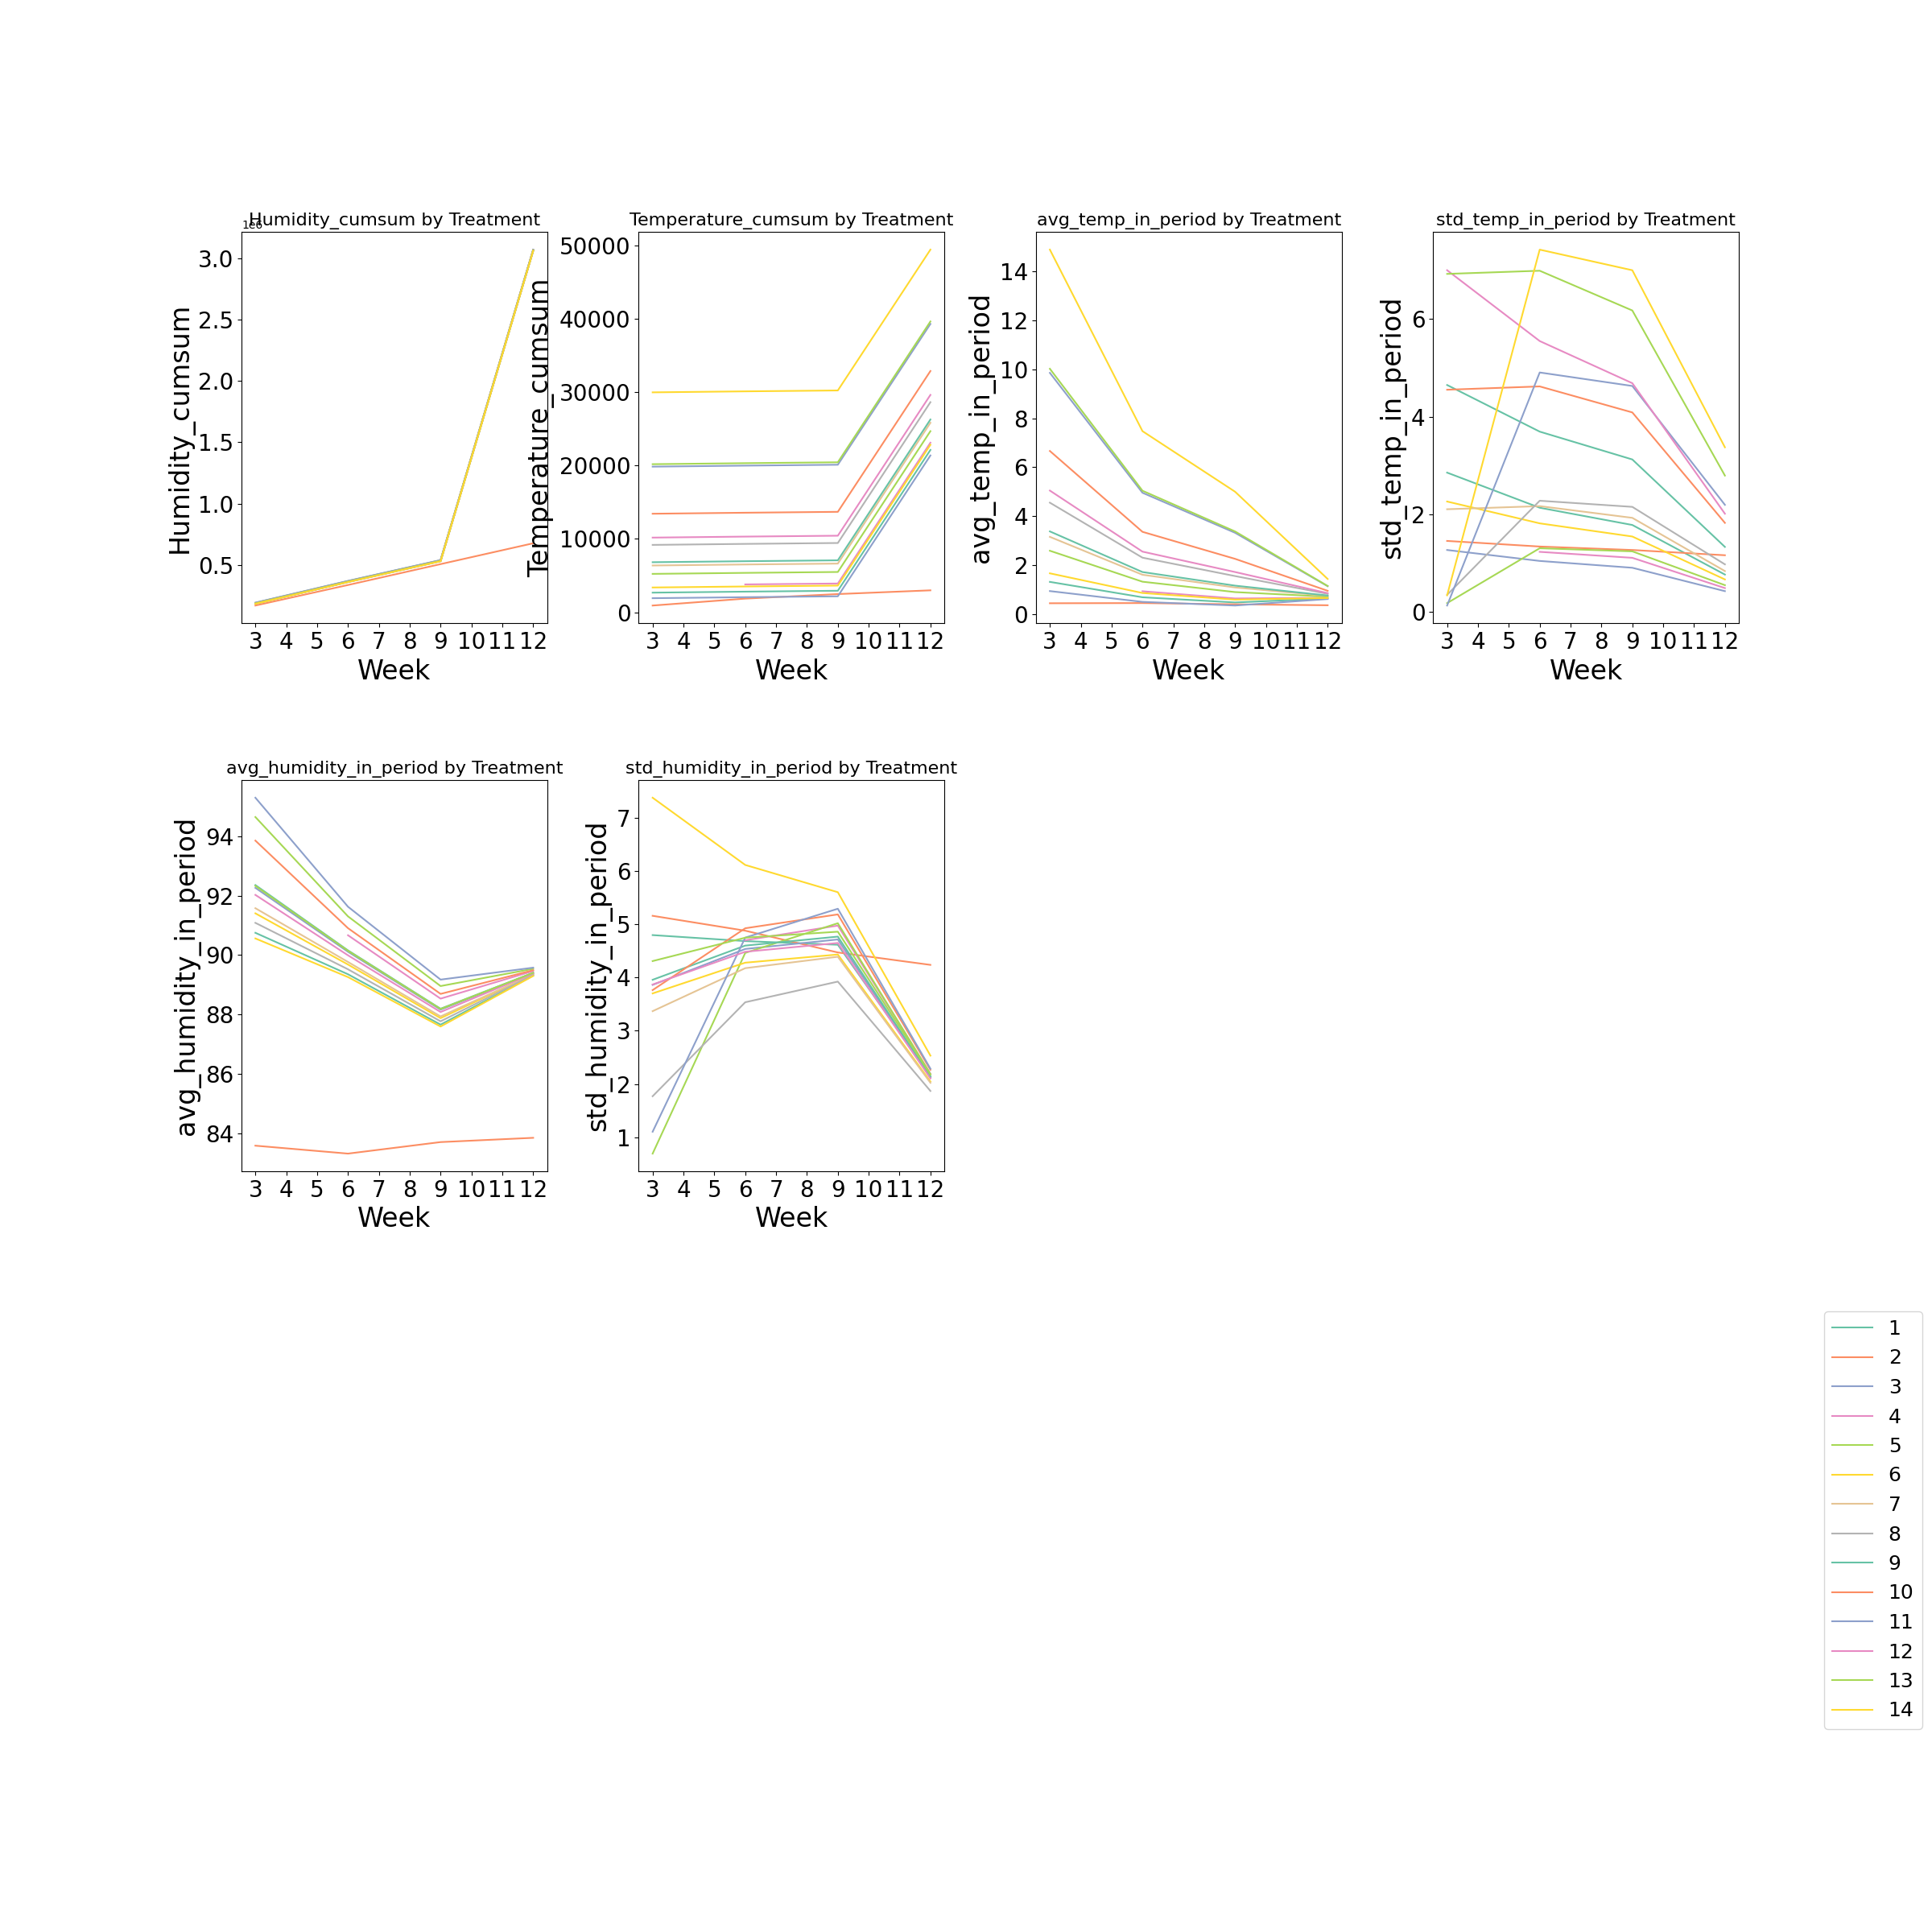 Humidity_cumsum by Treatment
1e6
3.0
2.5
2.0
1.5
1.0
0.5
Humidity_cumsum
3 4 5 6 7 8 9 10 11 12
Week
Temperature_cumsum by Treatment
50000
40000
30000
20000
10000
0
Temperature_cumsum
3 4 5 6 7 8 9 10 11 12
Week
avg_temp_in_period by Treatment
14
12
10
8
6
4
2
0
avg_temp_in_period
3 4 5 6 7 8 9 10 11 12
Week
std_temp_in_period by Treatment
6
4
2
0
std_temp_in_period
3 4 5 6 7 8 9 10 11 12
Week
avg_humidity_in_period by Treatment
94
92
90
88
86
84
avg_humidity_in_period
3 4 5 6 7 8 9 10 11 12
Week
std_humidity_in_period by Treatment
7
6
5
4
3
2
1
std_humidity_in_period
3 4 5 6 7 8 9 10 11 12
Week
1
2
3
4
5
6
7
8
9
10
11
12
13
14